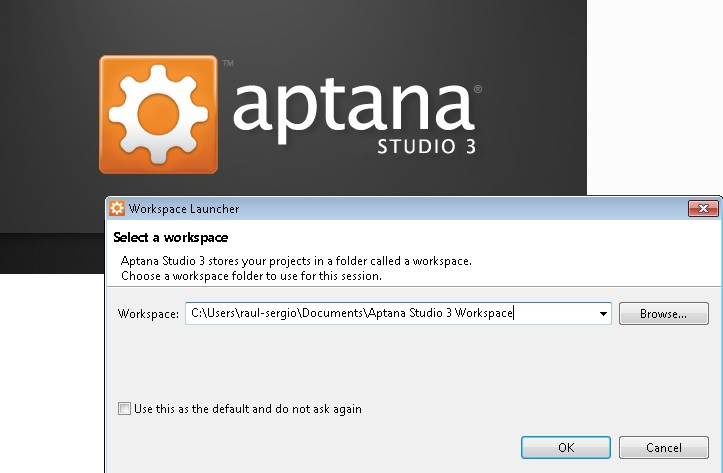 aptana®
STUDIO 3
™
Workspace Launcher
Select a workspace
Aptana Studio 3 stores your projects in a folder called a workspace.
Choose a workspace folder to use for this session.
Workspace: C:\Users\raul-sergio\Documents\Aptana Studio 3 Workspace Browse...
Use this as the default and do not ask again
OK Cancel